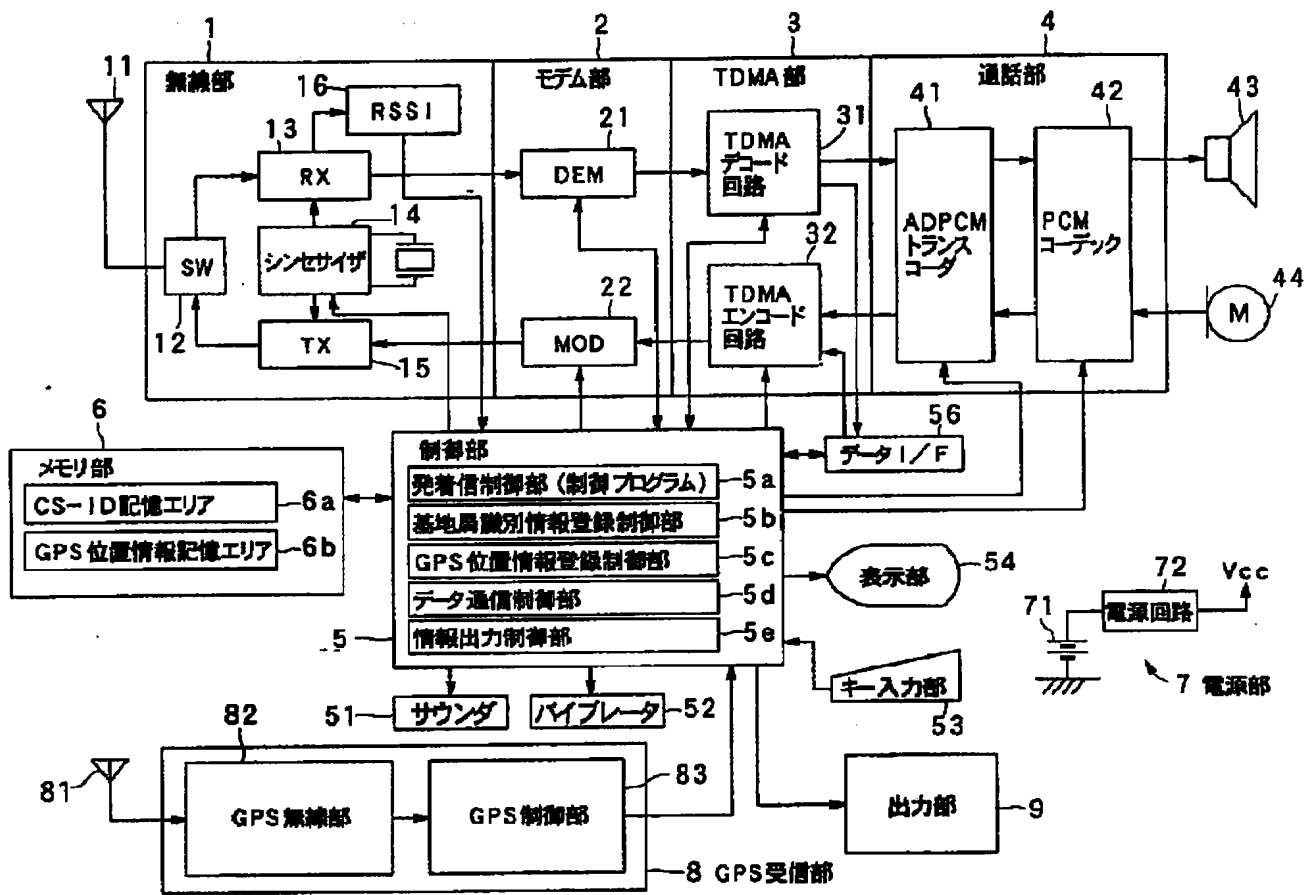 1
2
3
4
11
無線部
モデム部
TDMA部
通話部
16
RSSI
13
RX
21
DEM
31
TDMA
デコード
回路
41
42
43
14
シンセサイザ
SW
12
TX
15
22
MOD
32
TDMA
エンコード
回路
ADPCM
トランス
コーダ
PCM
コーデック
M
44
6
メモリ部
CS-ID記憶エリア
6a
GPS位置情報記憶エリア
6b
制御部
発着信制御部(制御プログラム)
5a
基地局識別情報登録制御部
5b
GPS位置情報登録制御部
5c
データ通信制御部
5d
情報出力制御部
5e
5
56
データI/F
表示部
54
キー入力部
53
72
Vcc
71
電源回路
7 電源部
51
サウンダ
バイブレータ
52
81
82
GPS無線部
83
GPS制御部
8 GPS受信部
出力部
9